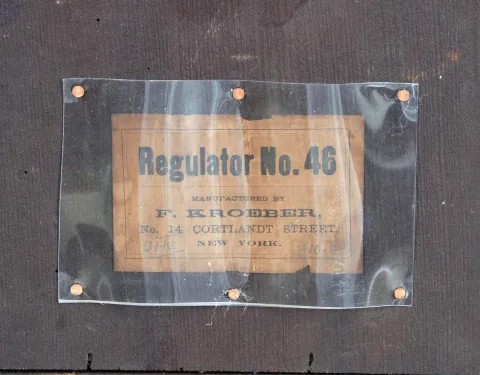 Regulator No. 46
MANUFACTURED BY
F. KROEBER,
No. 14 CORTLANDT STREET,
NEW YORK.